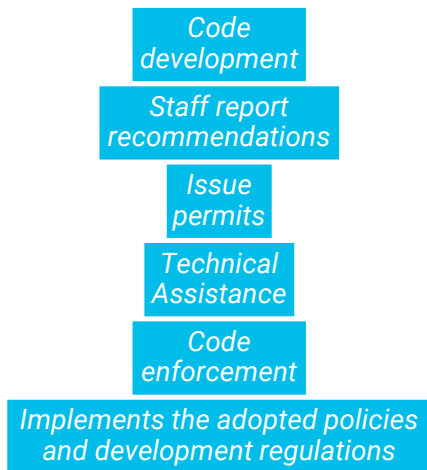 Code
development
Staff report
recommendations
Issue
permits
Technical
Assistance
Code
enforcement
Implements the adopted policies
and development regulations